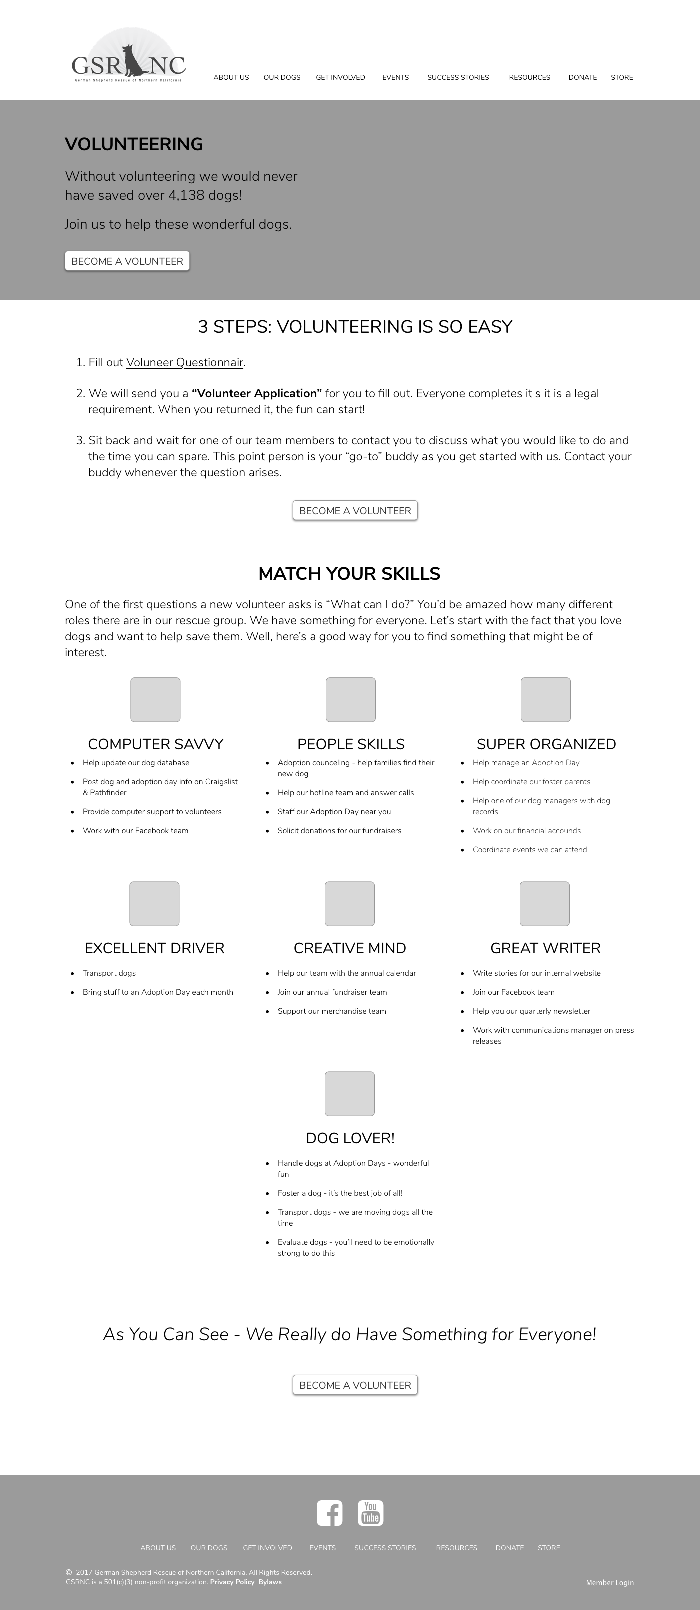 GSRNC
German Shepherd Rescue of Northern California
ABOUT US OUR DOGS GET INVOLVED EVENTS SUCCESS STORIES RESOURCES DONATE STORE
VOLUNTEERING
Without volunteering we would never
have saved over 4,138 dogs!
Join us to help these wonderful dogs.
BECOME A VOLUNTEER
3 STEPS: VOLUNTEERING IS SO EASY
1. Fill out Voluneer Questionnair.
2. We will send you a “Volunteer Application” for you to fill out. Everyone completes it s it is a legal
requirement. When you returned it, the fun can start!
3. Sit back and wait for one of our team members to contact you to discuss what you would like to do and
the time you can spare. This point person is your “go-to” buddy as you get started with us. Contact your
buddy whenever the question arises.
BECOME A VOLUNTEER
MATCH YOUR SKILLS
One of the first questions a new volunteer asks is “What can I do?” You’d be amazed how many different
roles there are in our rescue group. We have something for everyone. Let’s start with the fact that you love
dogs and want to help save them. Well, here’s a good way for you to find something that might be of
interest.
COMPUTER SAVVY
• Help update our dog database
• Post dog and adoption day info on Craigslist
& Pathfinder
• Provide computer support to volunteers
• Work with our Facebook team
PEOPLE SKILLS
• Adoption counceling - help families find their
new dog
• Help our hotline team and answer calls
• Staff our Adoption Day near you
• Solicit donations for our fundraisers
SUPER ORGANIZED
• Help manage an Adoption Day
• Help coordinate our foster parents
• Help one of our dog managers with dog
records
• Work on our financial accounds
• Coordinate events we can attend
EXCELLENT DRIVER
• Transport dogs
• Bring stuff to an Adoption Day each month
CREATIVE MIND
• Help our team with the annual calendar
• Join our annual fundraiser team
• Support our merchandise team
GREAT WRITER
• Write stories for our internal website
• Join our Facebook team
• Help you our quarterly newsletter
• Work with communications manager on press
releases
DOG LOVER!
• Handle dogs at Adoption Days - wonderful
fun
• Foster a dog - it’s the best job of all!
• Transport dogs - we are moving dogs all the
time
• Evaluate dogs - you’ll need to be emotionally
strong to do this
As You Can See - We Really do Have Something for Everyone!
BECOME A VOLUNTEER
You
Tube
ABOUT US OUR DOGS GET INVOLVED EVENTS SUCCESS STORIES RESOURCES DONATE STORE
© 2017 German Shepherd Rescue of Northern California. All Rights Reserved.
GSRNC is a 501(c)(3) non-profit organization. Privacy Policy Bylaws
Member Login